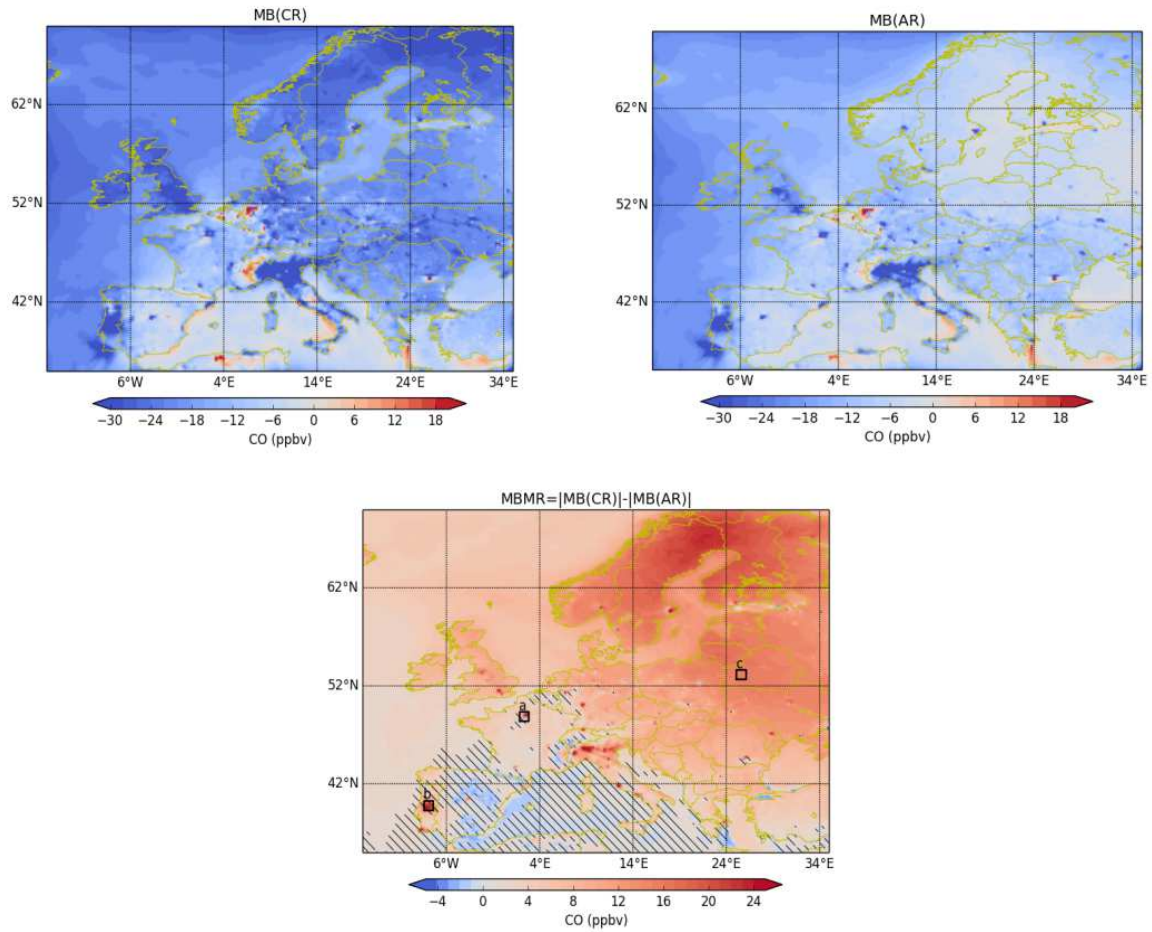 MB(CR)
62°N
52°N
42°N
6°W 4°E 14°E 24°E 34°E
−30 −24 −18 −12 −6 0 6 12 18
CO (ppbv)
MB(AR)
62°N
52°N
42°N
6°W 4°E 14°E 24°E 34°E
−30 −24 −18 −12 −6 0 6 12 18
CO (ppbv)
MBMR=|MB(CR)|-|MB(AR)|
62°N
c
52°N
a
42°N
b
6°W 4°E 14°E 24°E 34°E
−4 0 4 8 12 16 20 24
CO (ppbv)